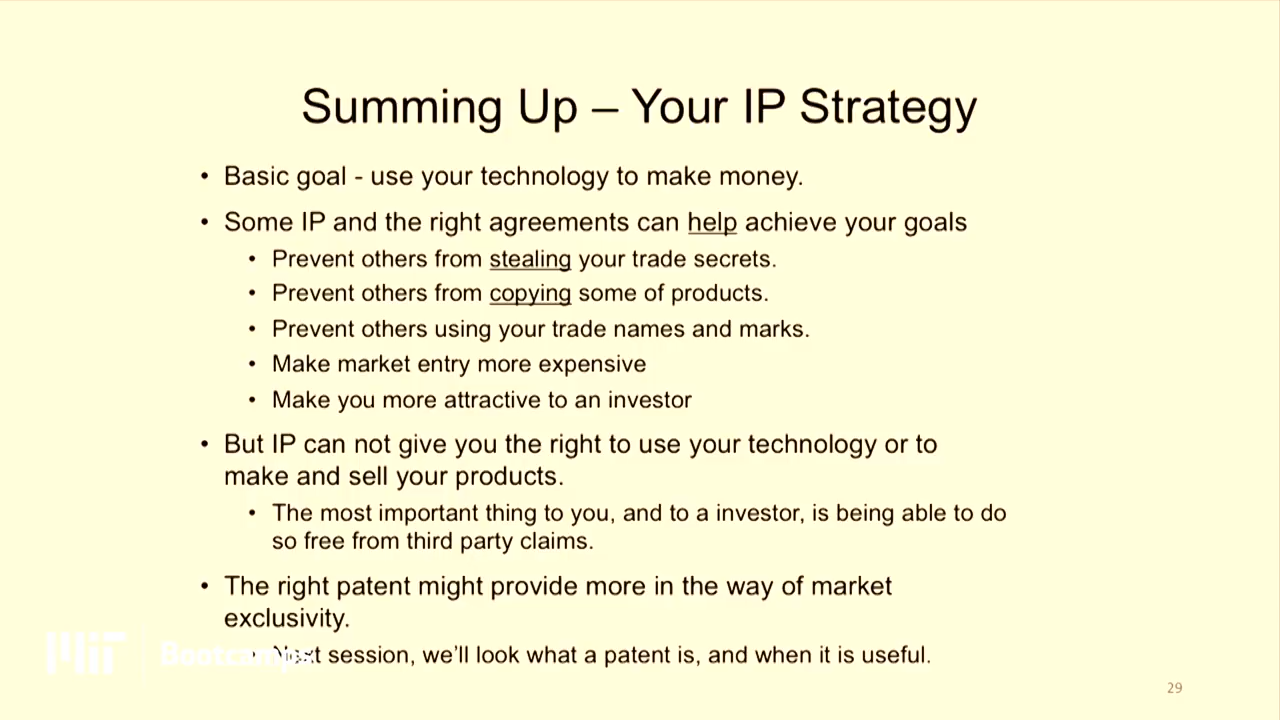 Summing Up – Your IP Strategy
• Basic goal - use your technology to make money.
• Some IP and the right agreements can help achieve your goals
• Prevent others from stealing your trade secrets.
• Prevent others from copying some of products.
• Prevent others using your trade names and marks.
• Make market entry more expensive
• Make you more attractive to an investor
• But IP can not give you the right to use your technology or to
make and sell your products.
• The most important thing to you, and to a investor, is being able to do
so free from third party claims.
• The right patent might provide more in the way of market
exclusivity.
• Next session, we'll look what a patent is, and when it is useful.
MIT Bootcamps
29